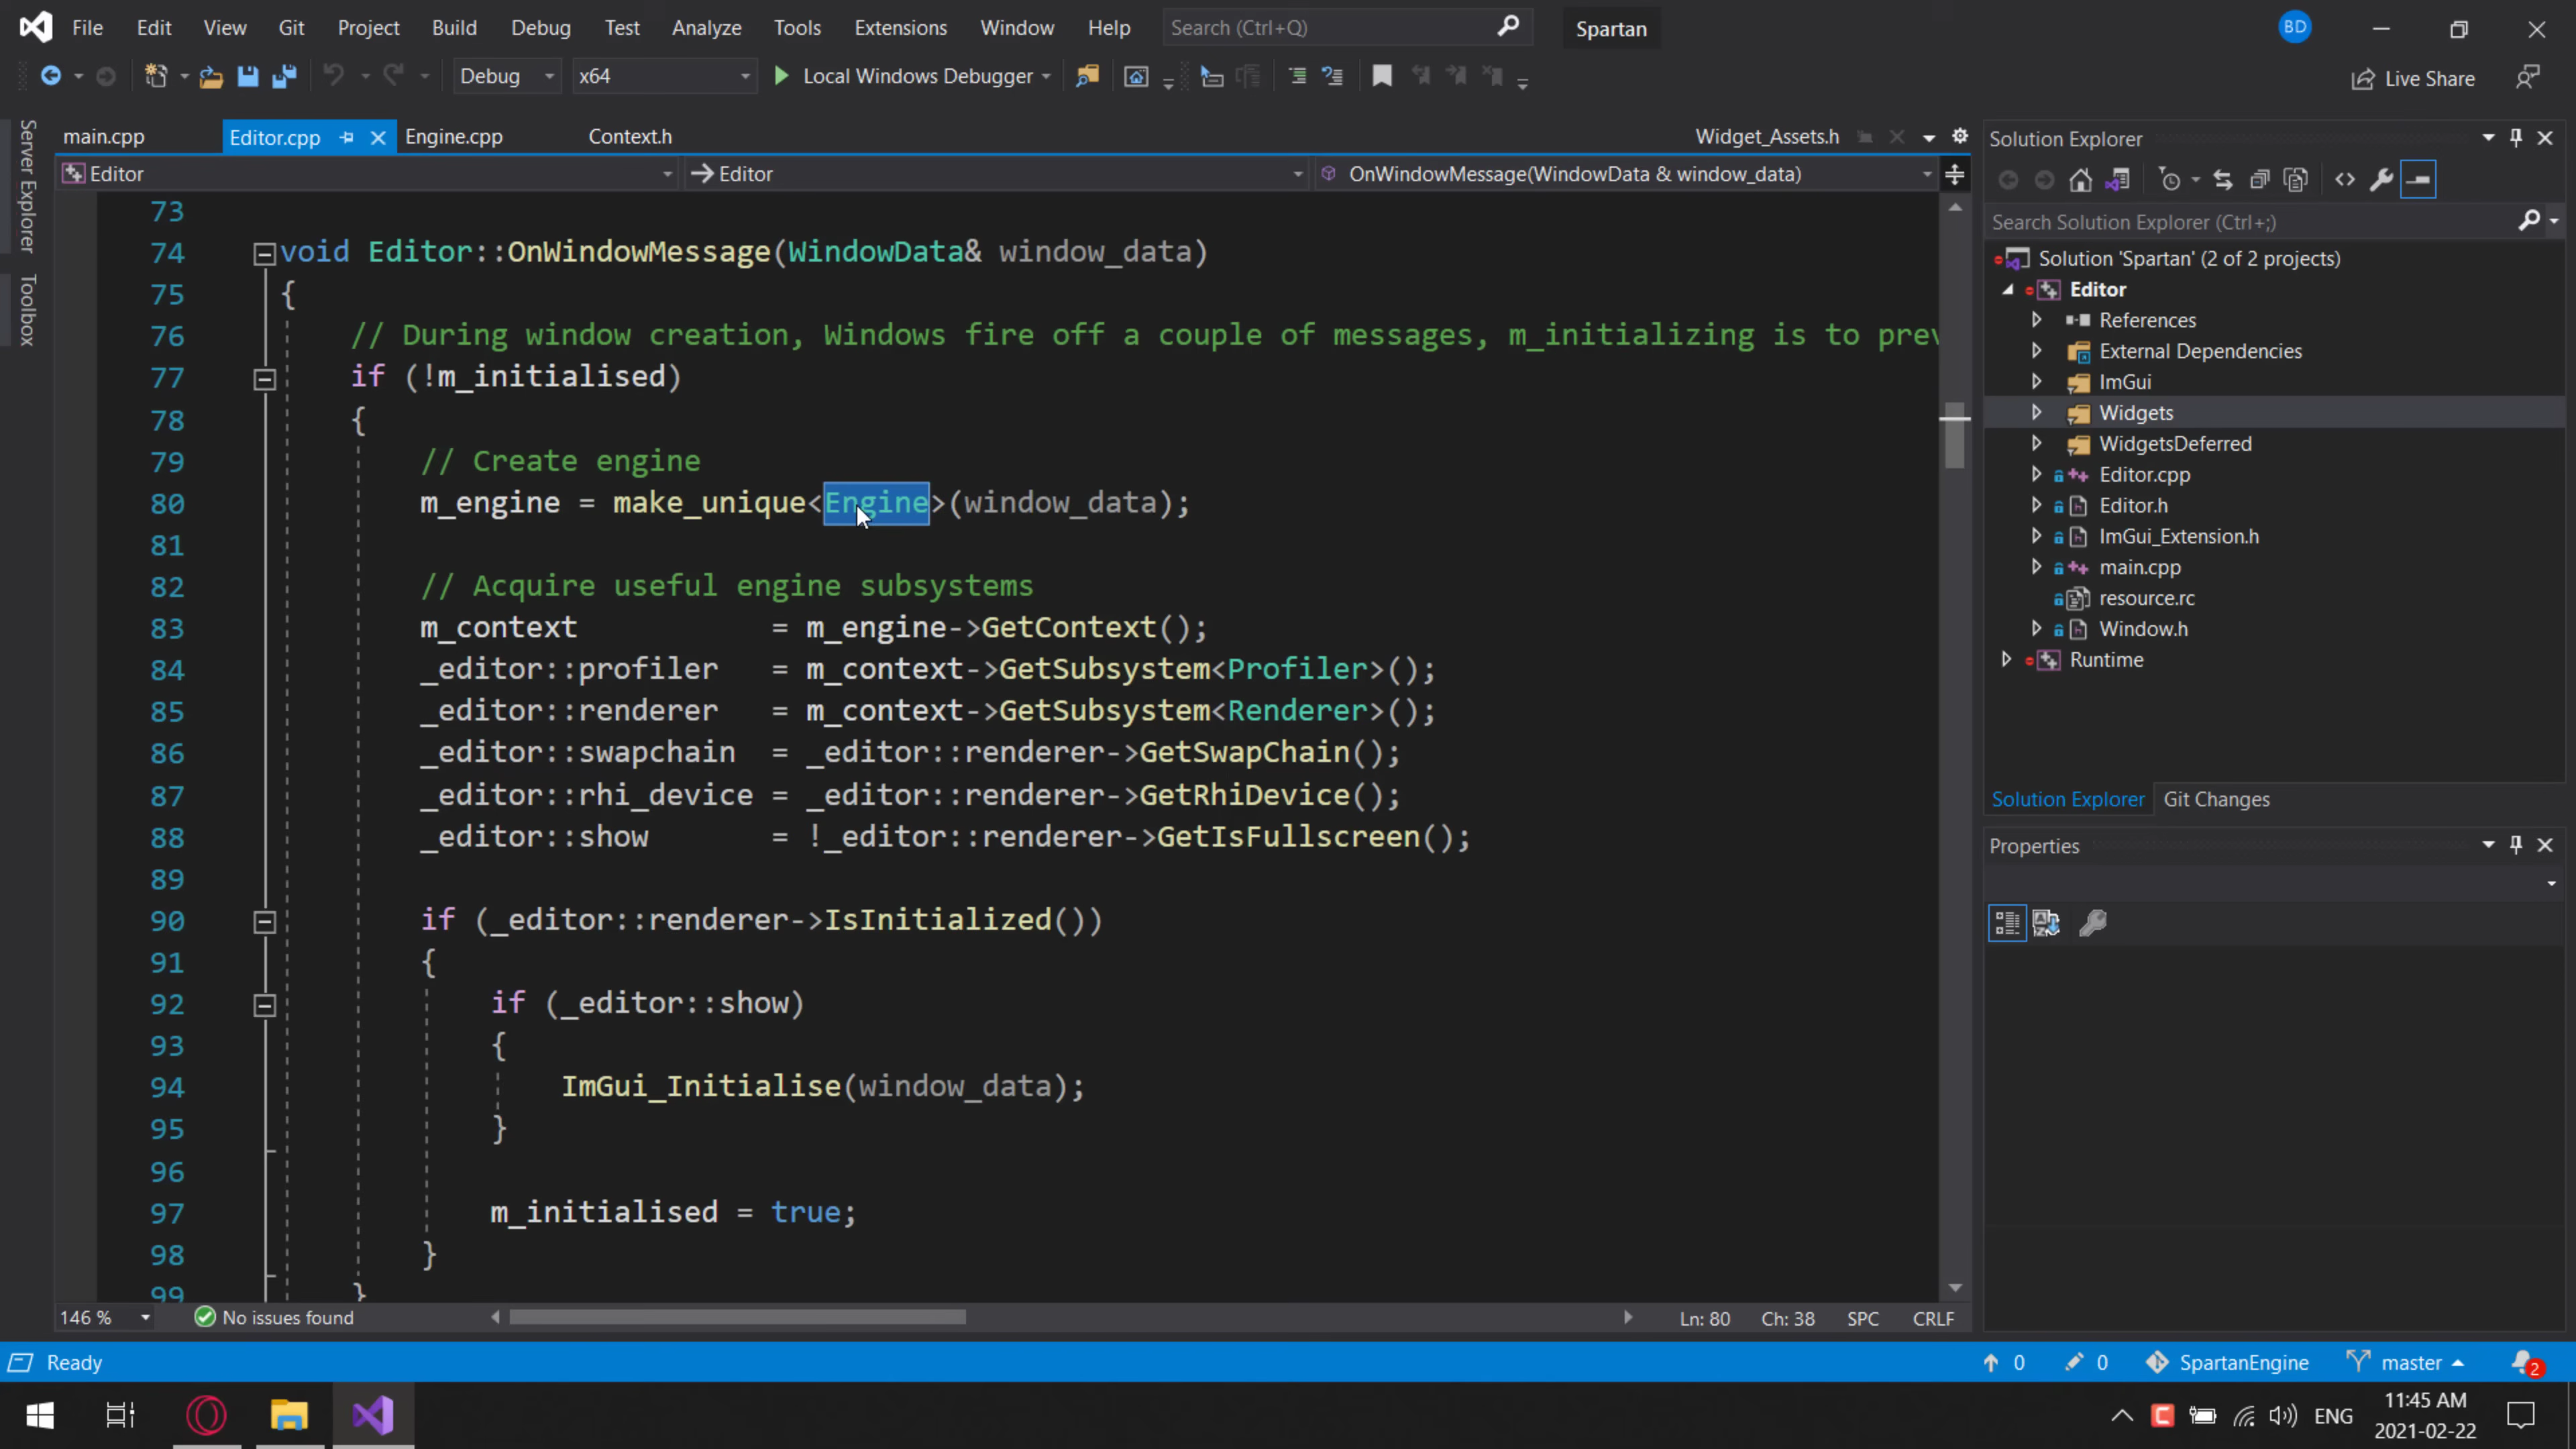 File Edit View Git Project Build Debug Test Analyze Tools Extensions Window Help Search (Ctrl+Q) Spartan BD
Debug x64 Local Windows Debugger Live Share
Server Explorer
Toolbox
main.cpp Editor.cpp Engine.cpp Context.h Widget_Assets.h
Editor Editor OnWindowMessage(WindowData & window_data)
73
74 void Editor::OnWindowMessage(WindowData& window_data)
75 {
76 // During window creation, Windows fire off a couple of messages, m_initializing is to prev
77 if (!m_initialised)
78 {
79 // Create engine
80 m_engine = make_unique<Engine>(window_data);
81
82 // Acquire useful engine subsystems
83 m_context = m_engine->GetContext();
84 _editor::profiler = m_context->GetSubsystem<Profiler>();
85 _editor::renderer = m_context->GetSubsystem<Renderer>();
86 _editor::swapchain = _editor::renderer->GetSwapChain();
87 _editor::rhi_device = _editor::renderer->GetRhiDevice();
88 _editor::show = !_editor::renderer->GetIsFullscreen();
89
90 if (_editor::renderer->IsInitialized())
91 {
92 if (_editor::show)
93 {
94 ImGui_Initialise(window_data);
95 }
96
97 m_initialised = true;
98 }
99 }
146 % No issues found Ln: 80 Ch: 38 SPC CRLF
Solution Explorer
Search Solution Explorer (Ctrl+;)
Solution 'Spartan' (2 of 2 projects)
Editor
References
External Dependencies
ImGui
Widgets
WidgetsDeferred
Editor.cpp
Editor.h
ImGui_Extension.h
main.cpp
resource.rc
Window.h
Runtime
Solution Explorer Git Changes
Properties
Ready 0 0 SpartanEngine master 2
ENG 11:45 AM
2021-02-22